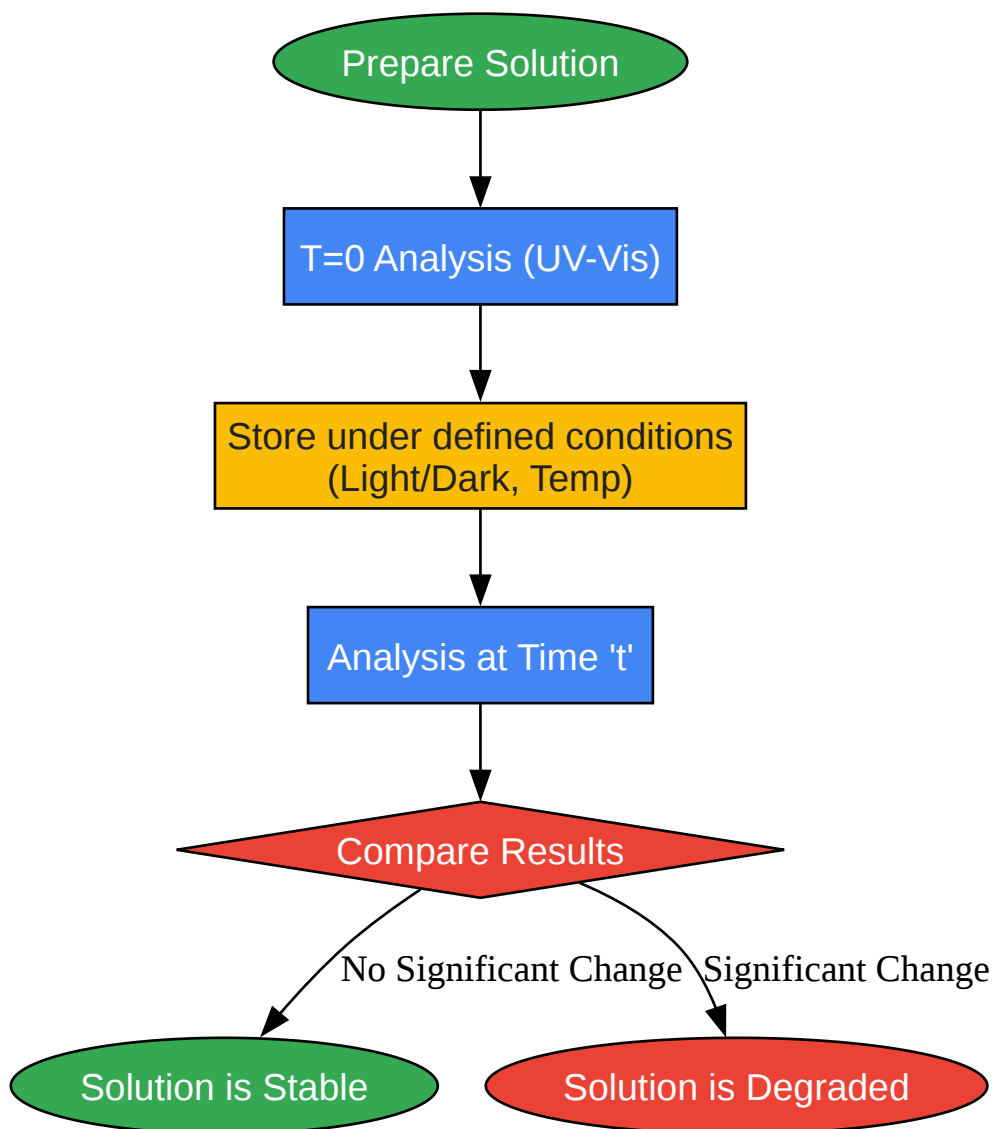 Prepare Solution
T=0 Analysis (UV-Vis)
Store under defined conditions
(Light/Dark, Temp)
Analysis at Time 't'
Compare Results
No Significant Change
Significant Change
Solution is Stable
Solution is Degraded